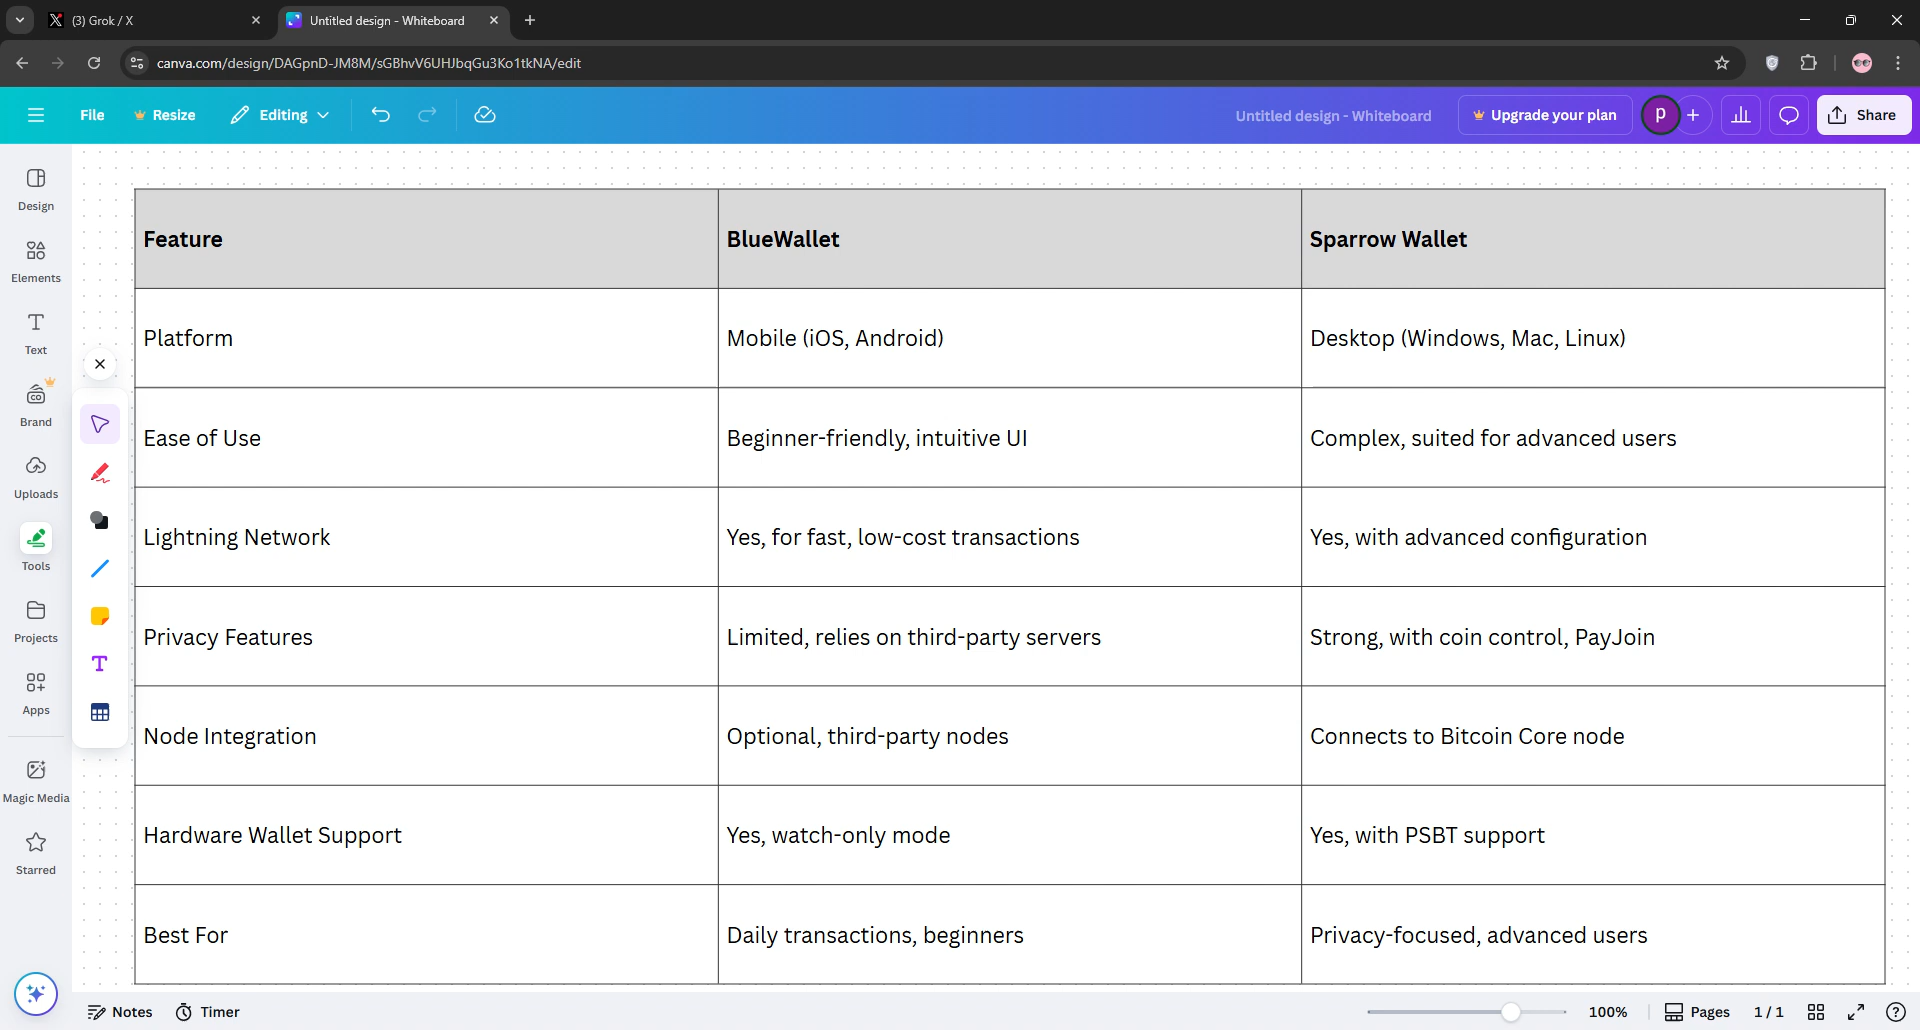 (3) Grok / X
Untitled design - Whiteboard
canva.com/design/DAGpnD-JM8M/sGBhvV6UHJbqGu3Ko1tkNA/edit
File Resize Editing Untitled design - Whiteboard Upgrade your plan p Share
Design
Elements
Text
Brand
Uploads
Tools
Projects
Apps
Magic Media
Starred
Feature BlueWallet Sparrow Wallet
Platform Mobile (iOS, Android) Desktop (Windows, Mac, Linux)
Ease of Use Beginner-friendly, intuitive UI Complex, suited for advanced users
Lightning Network Yes, for fast, low-cost transactions Yes, with advanced configuration
Privacy Features Limited, relies on third-party servers Strong, with coin control, PayJoin
Node Integration Optional, third-party nodes Connects to Bitcoin Core node
Hardware Wallet Support Yes, watch-only mode Yes, with PSBT support
Best For Daily transactions, beginners Privacy-focused, advanced users
Notes Timer 100% Pages 1 / 1